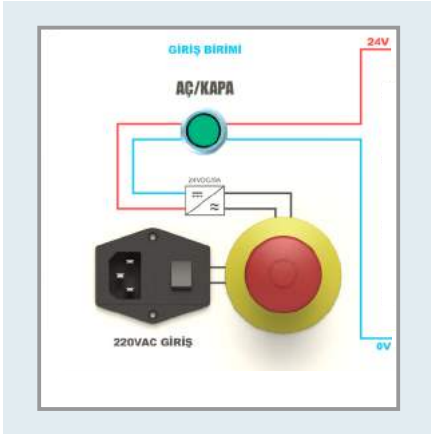 GİRİŞ BİRİMİ
24V
AÇ/KAPA
24VDC/5A
220VAC GİRİŞ
0V